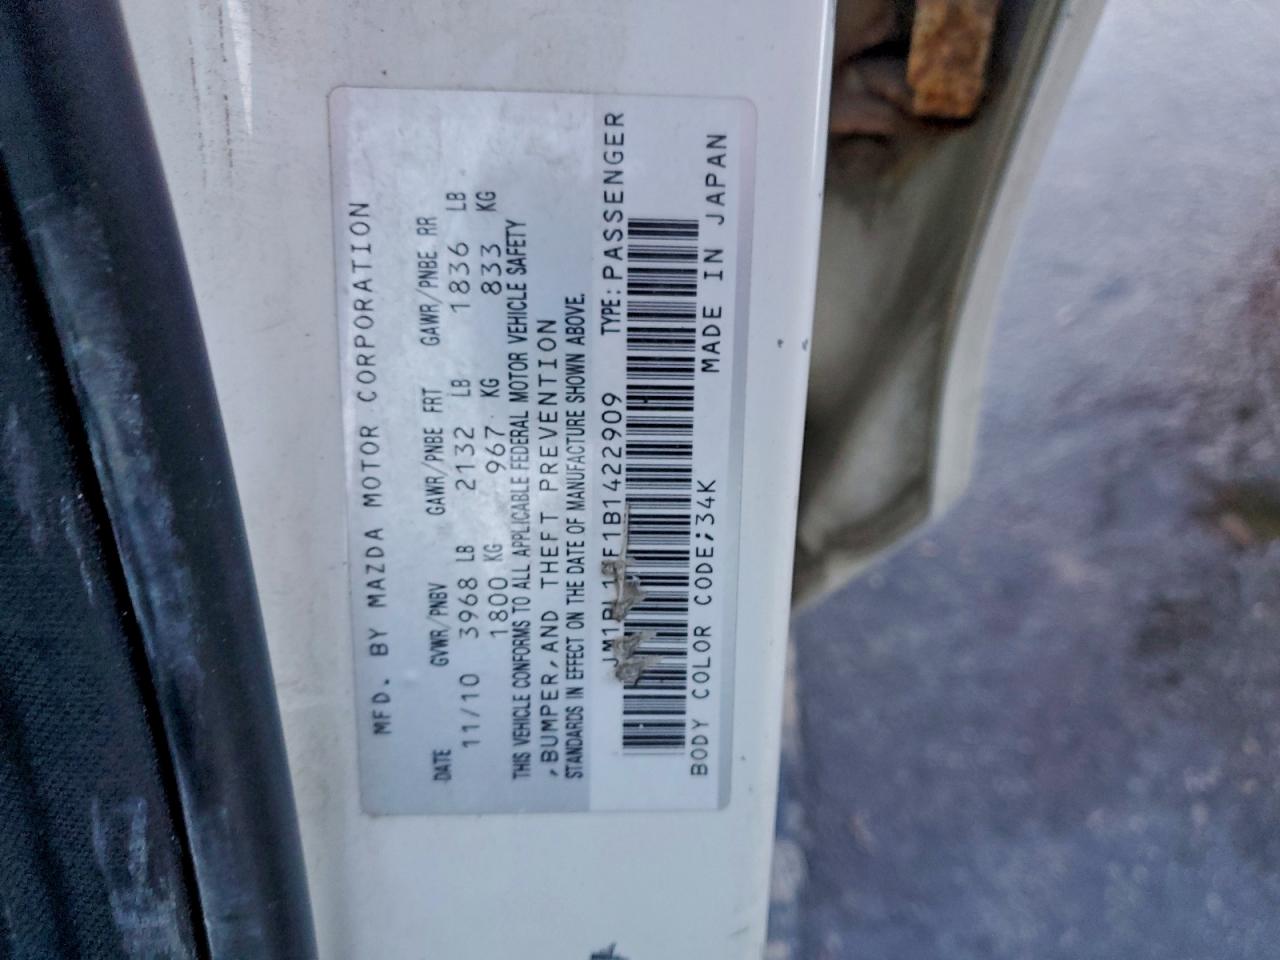 MFD. BY MAZDA MOTOR CORPORATION
DATE GVWR/PNBV GAWR/PNBE FRT GAWR/PNBE RR
11/10 3968 LB 2132 LB 1836 LB
1800 KG 967 KG 833 KG
THIS VEHICLE CONFORMS TO ALL APPLICABLE FEDERAL MOTOR VEHICLE SAFETY
,BUMPER,AND THEFT PREVENTION
STANDARDS IN EFFECT ON THE DATE OF MANUFACTURE SHOWN ABOVE.
TYPE:PASSENGER
BODY COLOR CODE;34K MADE IN JAPAN